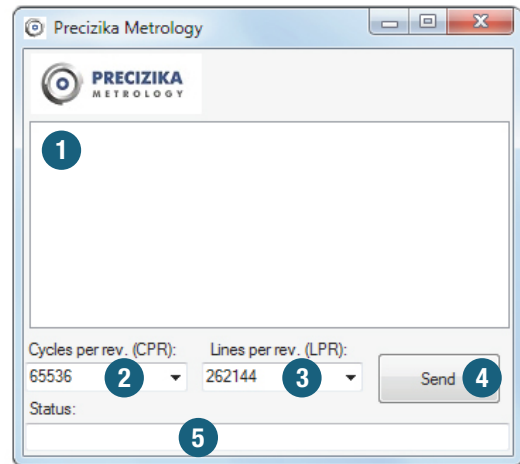 Precizika Metrology
PRECIZIKA
METROLOGY
1
Cycles per rev. (CPR): Lines per rev. (LPR):
65536 2 262144 3 Send 4
Status:
5